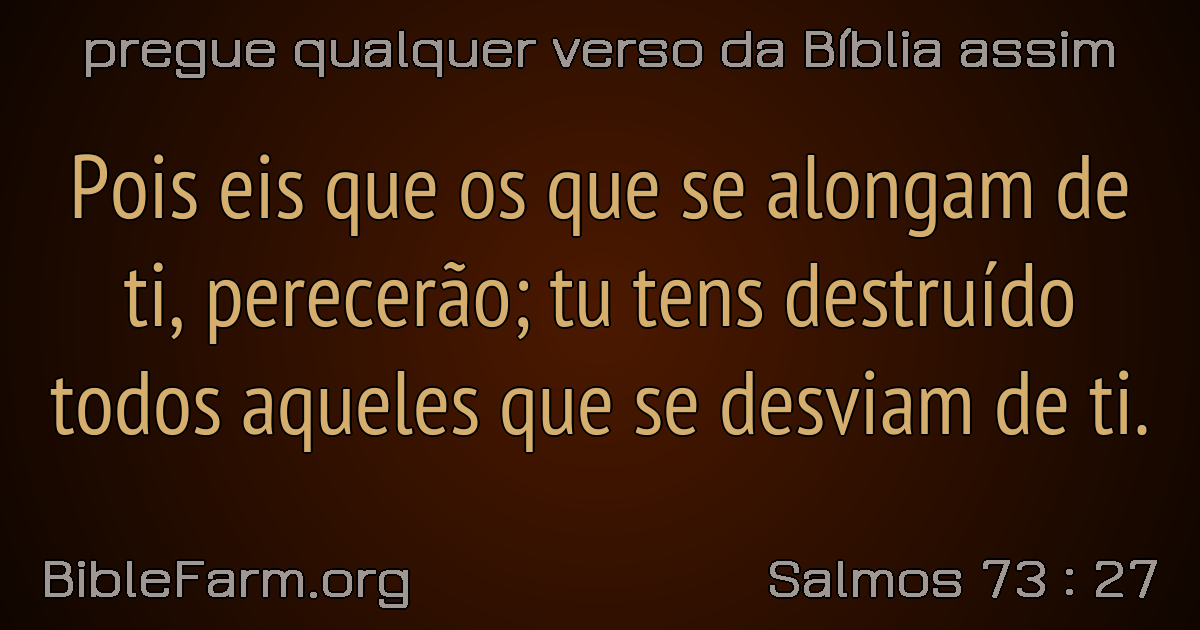 pregue qualquer verso da Bíblia assim
Pois eis que os que se alongam de
ti, perecerão; tu tens destruído
todos aqueles que se desviam de ti.
BibleFarm.org
Salmos 73 : 27